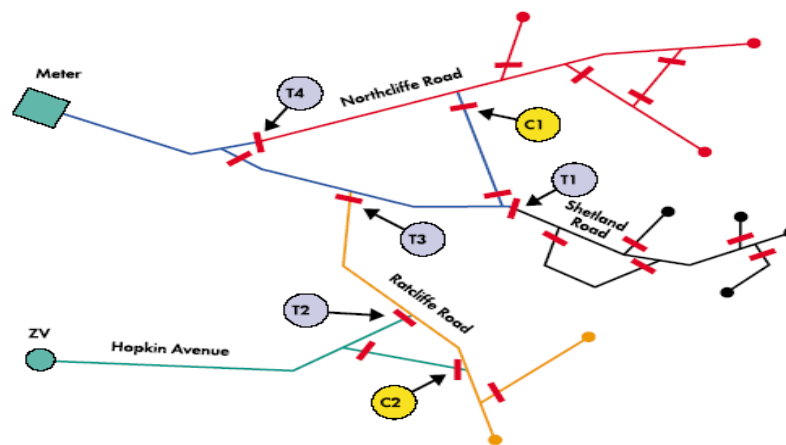 Meter
T4
Northcliffe Road
C1
T1
Shetland
Road
T3
Ratcliffe Road
T2
ZV
Hopkin Avenue
C2